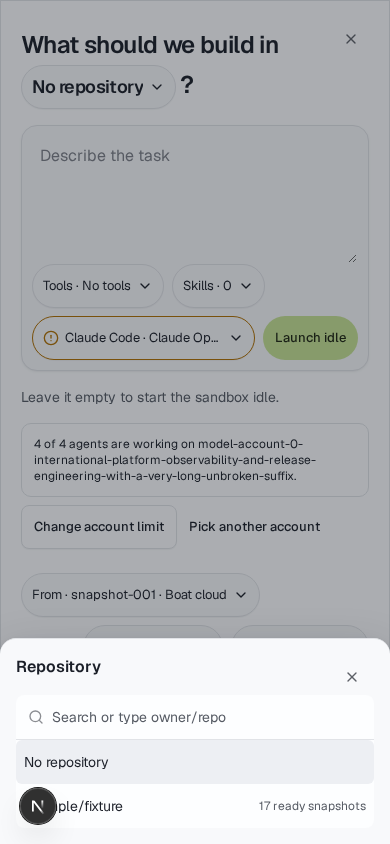 What should we build in
No repository ?
Describe the task
Tools · No tools
Skills · 0
Claude Code · Claude Op...
Launch idle
Leave it empty to start the sandbox idle.
4 of 4 agents are working on model-account-0-
international-platform-observability-and-release-
engineering-with-a-very-long-unbroken-suffix.
Change account limit
Pick another account
From · snapshot-001 · Boat cloud
Repository
Search or type owner/repo
No repository
N
ple/fixture
17 ready snapshots